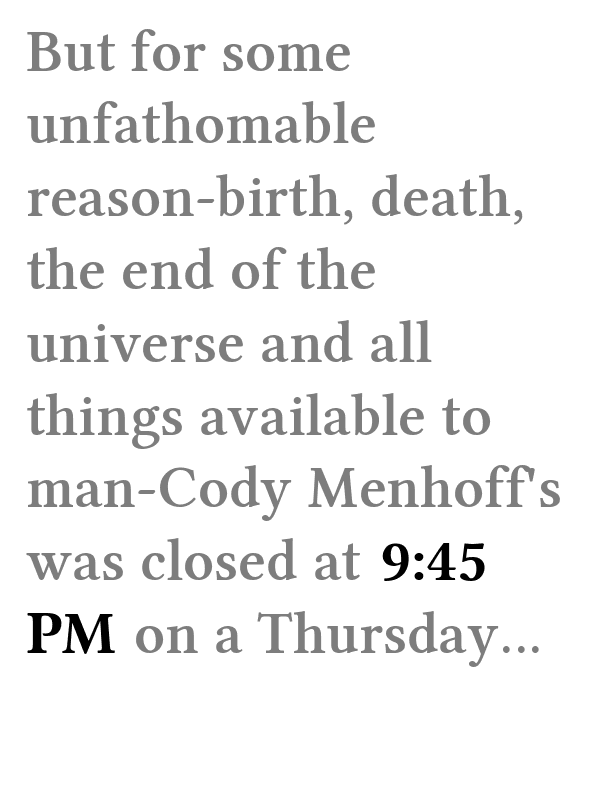 But for some
unfathomable
reason-birth, death,
the end of the
universe and all
things available to
man-Cody Menhoff's
was closed at 9:45
PM on a Thursday...